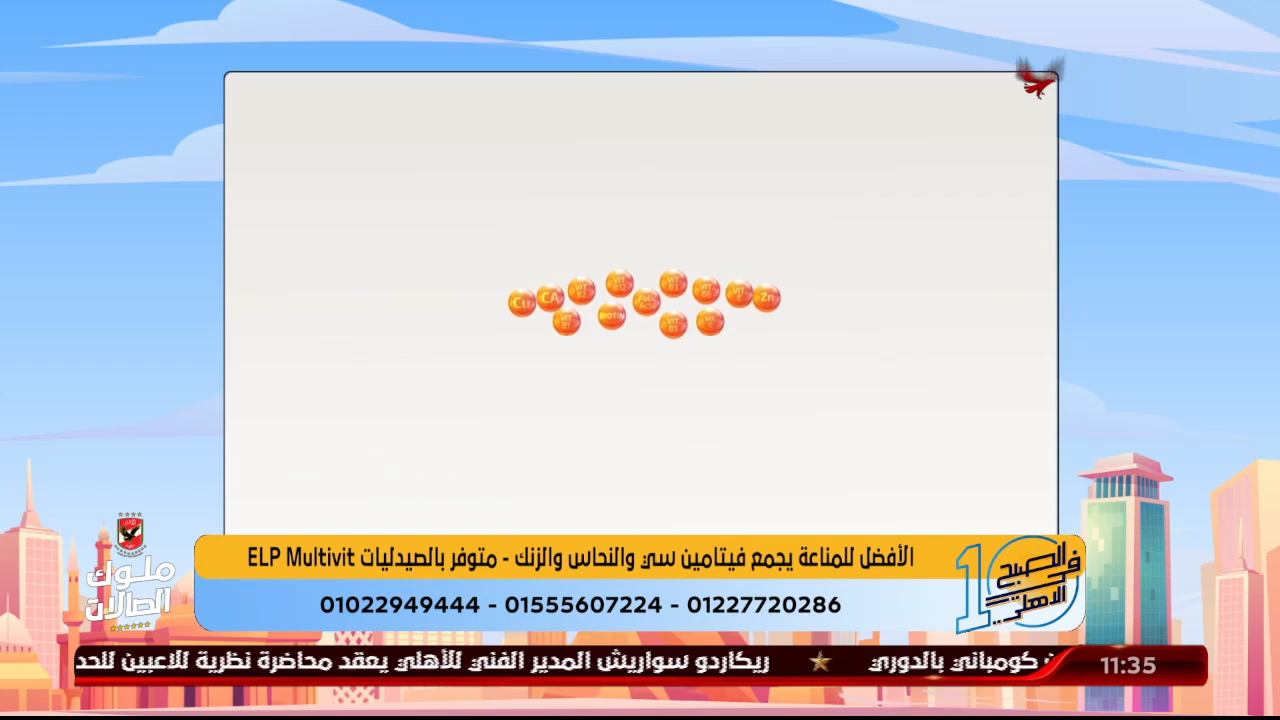 Cu
CA
VIT B2
VIT B12
Folic Acid
VIT B3
VIT B6
VIT E
Zn
VIT B1
BIOTIN
VIT B5
الأفضل للمناعة يجمع فيتامين سي والنحاس والزنك - متوفر بالصيدليات ELP Multivit
01022949444 - 01555607224 - 01227720286
10 الصبح في الاهلي
ملوك الصالات
كومباني بالدوري ★ ريكاردو سواريش المدير الفني للأهلي يعقد محاضرة نظرية للاعبين للحد
11:35